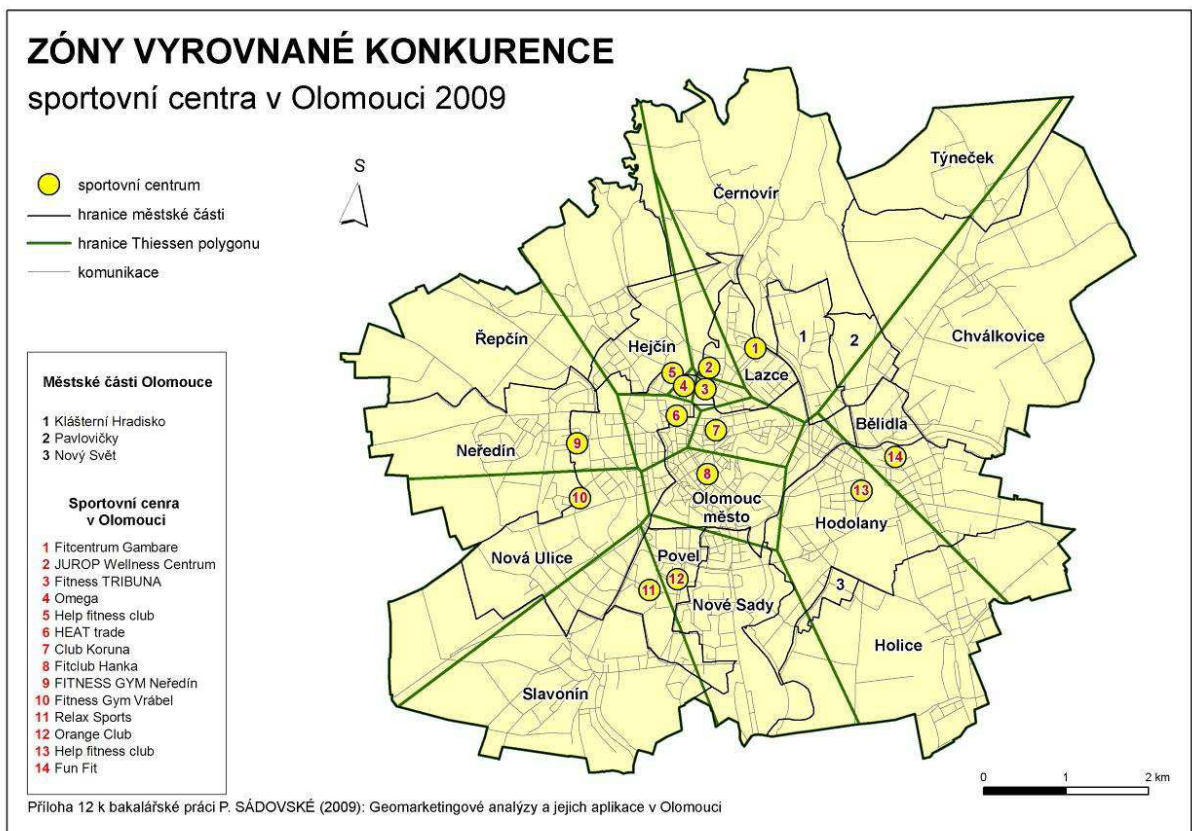 ZÓNY VYROVNANÉ KONKURENCE
sportovní centra v Olomouci 2009
sportovní centrum
hranice městské části
hranice Thiessen polygonu
komunikace
S
Městské části Olomouce
1 Klášterní Hradisko
2 Pavlovičky
3 Nový Svět
Sportovní cenra
v Olomouci
1 Fitcentrum Gambare
2 JUROP Wellness Centrum
3 Fitness TRIBUNA
4 Omega
5 Help fitness club
6 HEAT trade
7 Club Koruna
8 Fitclub Hanka
9 FITNESS GYM Neředín
10 Fitness Gym Vrábel
11 Relax Sports
12 Orange Club
13 Help fitness club
14 Fun Fit
Týneček
Černovír
Chválkovice
Řepčín
Hejčín
1
1
2
2
Lazce
5
4
3
6
7
Bělidla
Neředín
9
14
8
13
10
Olomouc
město
Hodolany
Nová Ulice
Povel
12
11
Nové Sady
3
Holice
Slavonín
0 1 2 km
Příloha 12 k bakalářské práci P. SÁDOVSKÉ (2009): Geomarketingové analýzy a jejich aplikace v Olomouci